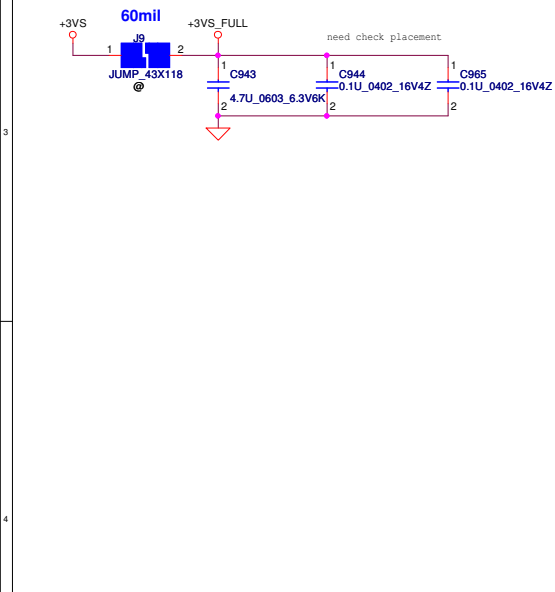 60mil
+3VS
+3VS_FULL
J9
need check placement
1
2
JUMP_43X118
@
1
C943
4.7U_0603_6.3V6K
2
1
C944
0.1U_0402_16V4Z
2
1
C965
0.1U_0402_16V4Z
2
3
4